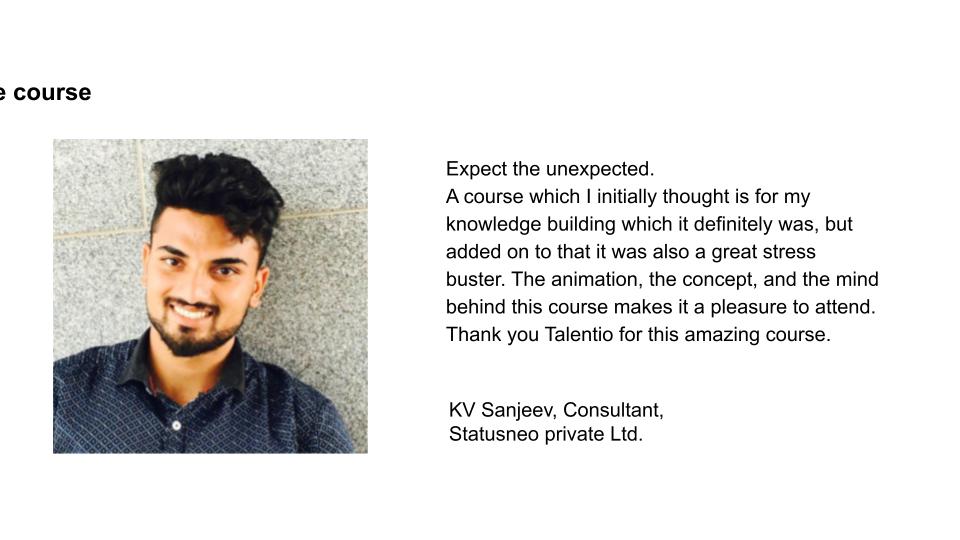 e course
Expect the unexpected.
A course which I initially thought is for my
knowledge building which it definitely was, but
added on to that it was also a great stress
buster. The animation, the concept, and the mind
behind this course makes it a pleasure to attend.
Thank you Talentio for this amazing course.
KV Sanjeev, Consultant,
Statusneo private Ltd.